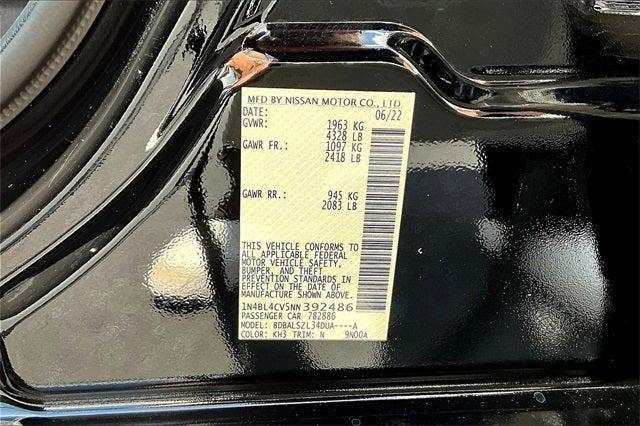 MFD BY NISSAN MOTOR CO., LTD.
DATE: 06/22
GVWR: 1963 KG
4328 LB
GAWR FR.: 1097 KG
2418 LB
GAWR RR.: 945 KG
2083 LB
THIS VEHICLE CONFORMS TO
ALL APPLICABLE FEDERAL
MOTOR VEHICLE SAFETY,
BUMPER, AND THEFT
PREVENTION STANDARDS IN
EFFECT ON THE DATE OF
MANUFACTURE SHOWN ABOVE.
1N4BL4CV5NN392486
PASSENGER CAR 782886
MODEL: BDBALSZL34DUA----A
COLOR: KH3 TRIM: N 9N00A